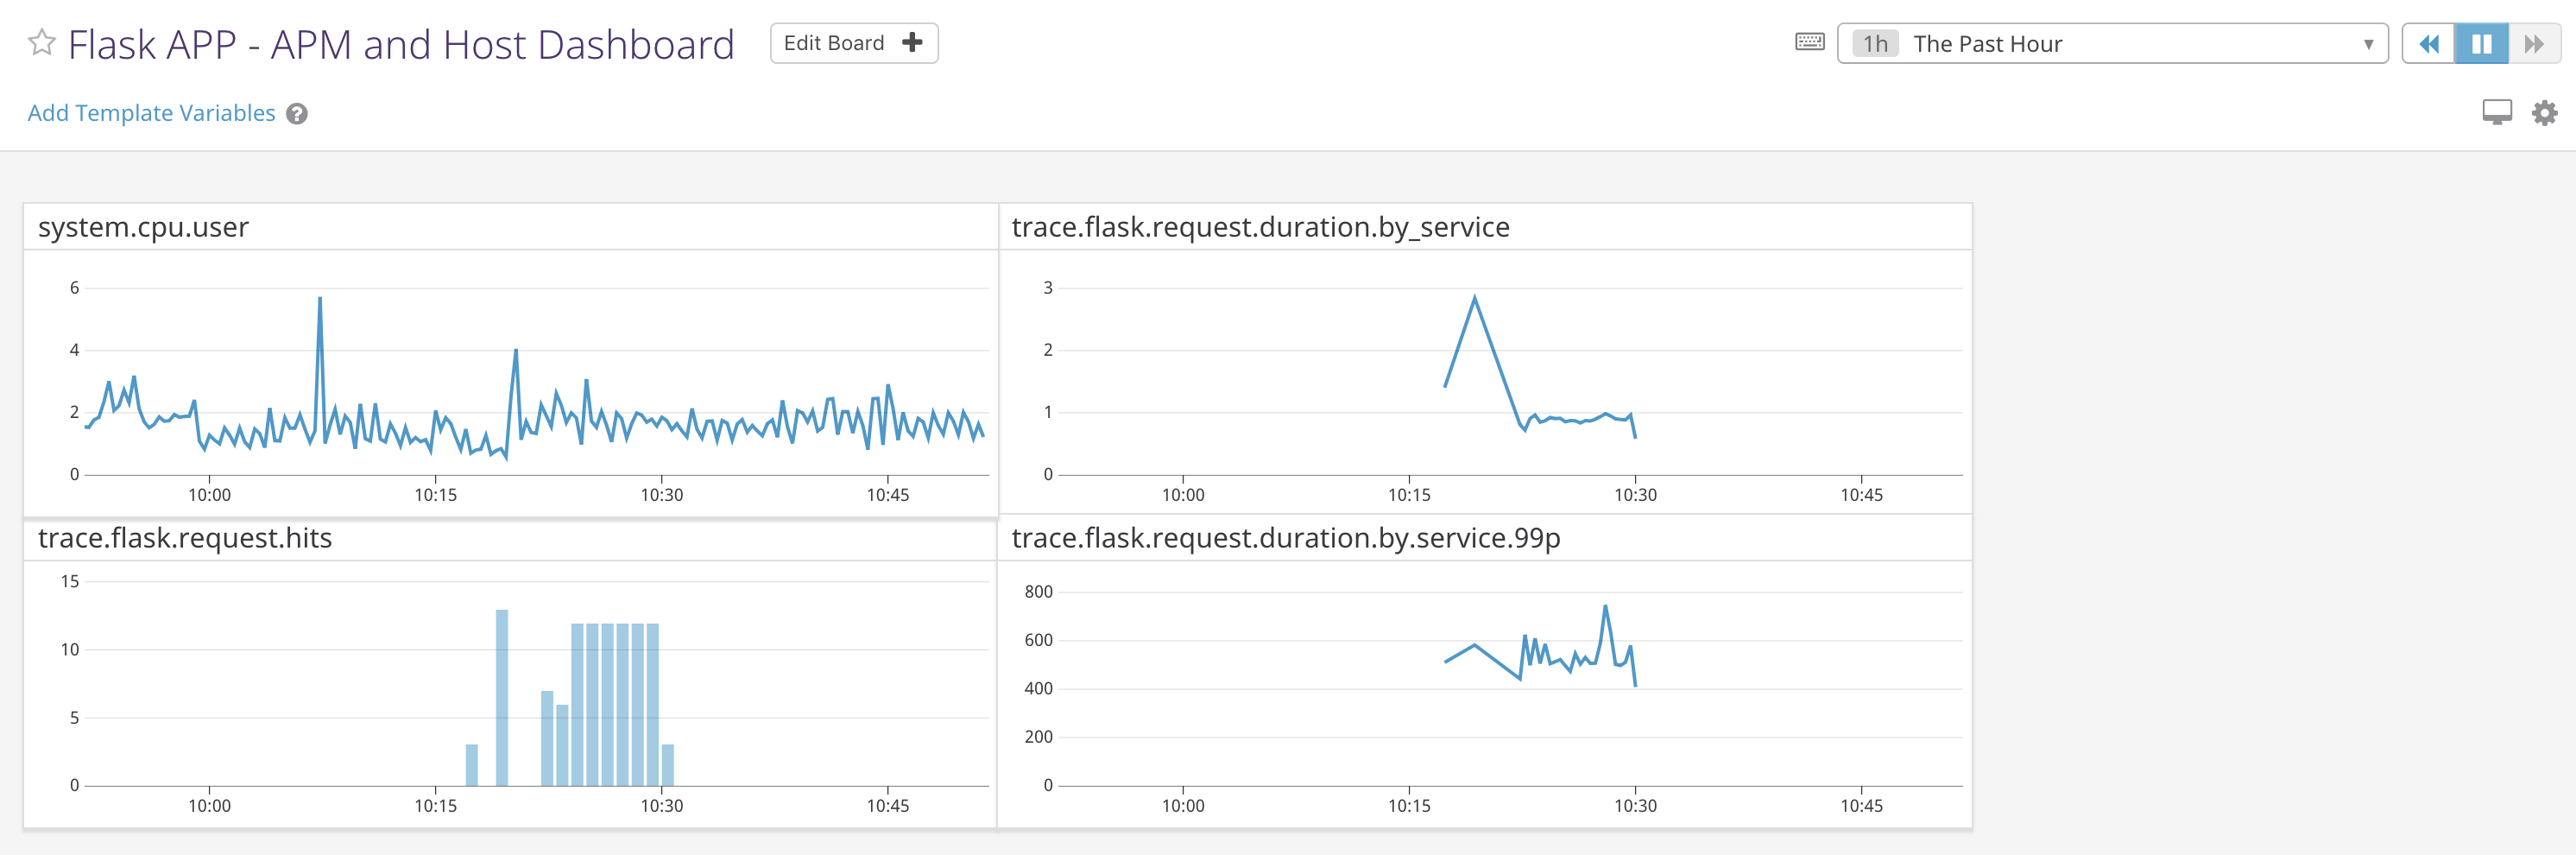 Flask APP - APM and Host Dashboard
Edit Board
1h The Past Hour
Add Template Variables ?
system.cpu.user
6
4
2
0
10:00 10:15 10:30 10:45
trace.flask.request.duration.by_service
3
2
1
0
10:00 10:15 10:30 10:45
trace.flask.request.hits
15
10
5
0
10:00 10:15 10:30 10:45
trace.flask.request.duration.by.service.99p
800
600
400
200
0
10:00 10:15 10:30 10:45